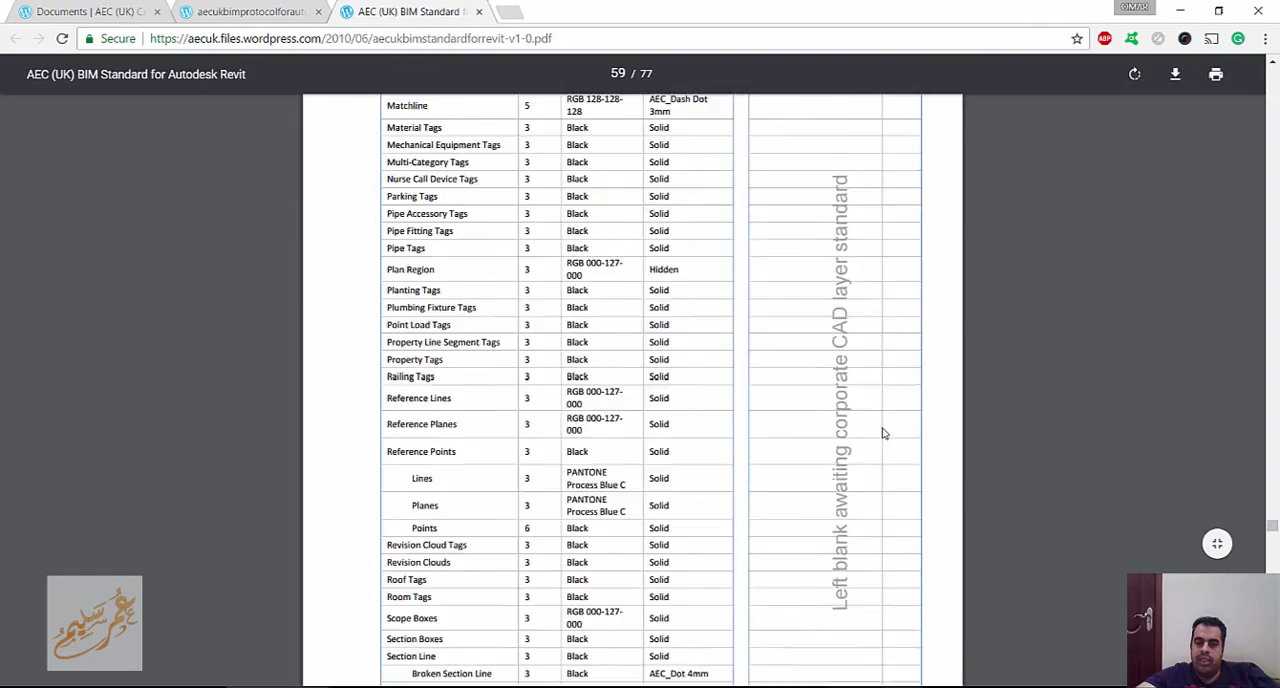 Documents | AEC (UK) C
aecukbimprotocolforaut
AEC (UK) BIM Standard f
OMAR
Secure
https://aecuk.files.wordpress.com/2010/06/aecukbimstandardforrevit-v1-0.pdf
ABP
AEC (UK) BIM Standard for Autodesk Revit
59 / 77
Matchline 5 RGB 128-128-128 AEC_Dash Dot 3mm
Material Tags 3 Black Solid
Mechanical Equipment Tags 3 Black Solid
Multi-Category Tags 3 Black Solid
Nurse Call Device Tags 3 Black Solid
Parking Tags 3 Black Solid
Pipe Accessory Tags 3 Black Solid
Pipe Fitting Tags 3 Black Solid
Pipe Tags 3 Black Solid
Plan Region 3 RGB 000-127-000 Hidden
Planting Tags 3 Black Solid
Plumbing Fixture Tags 3 Black Solid
Point Load Tags 3 Black Solid
Property Line Segment Tags 3 Black Solid
Property Tags 3 Black Solid
Railing Tags 3 Black Solid
Reference Lines 3 RGB 000-127-000 Solid
Reference Planes 3 RGB 000-127-000 Solid
Reference Points 3 Black Solid
Lines 3 PANTONE Process Blue C Solid
Planes 3 PANTONE Process Blue C Solid
Points 6 Black Solid
Revision Cloud Tags 3 Black Solid
Revision Clouds 3 Black Solid
Roof Tags 3 Black Solid
Room Tags 3 Black Solid
Scope Boxes 3 RGB 000-127-000 Solid
Section Boxes 3 Black Solid
Section Line 3 Black Solid
Broken Section Line 3 Black AEC_Dot 4mm
Left blank awaiting corporate CAD layer standard
عمر سليم